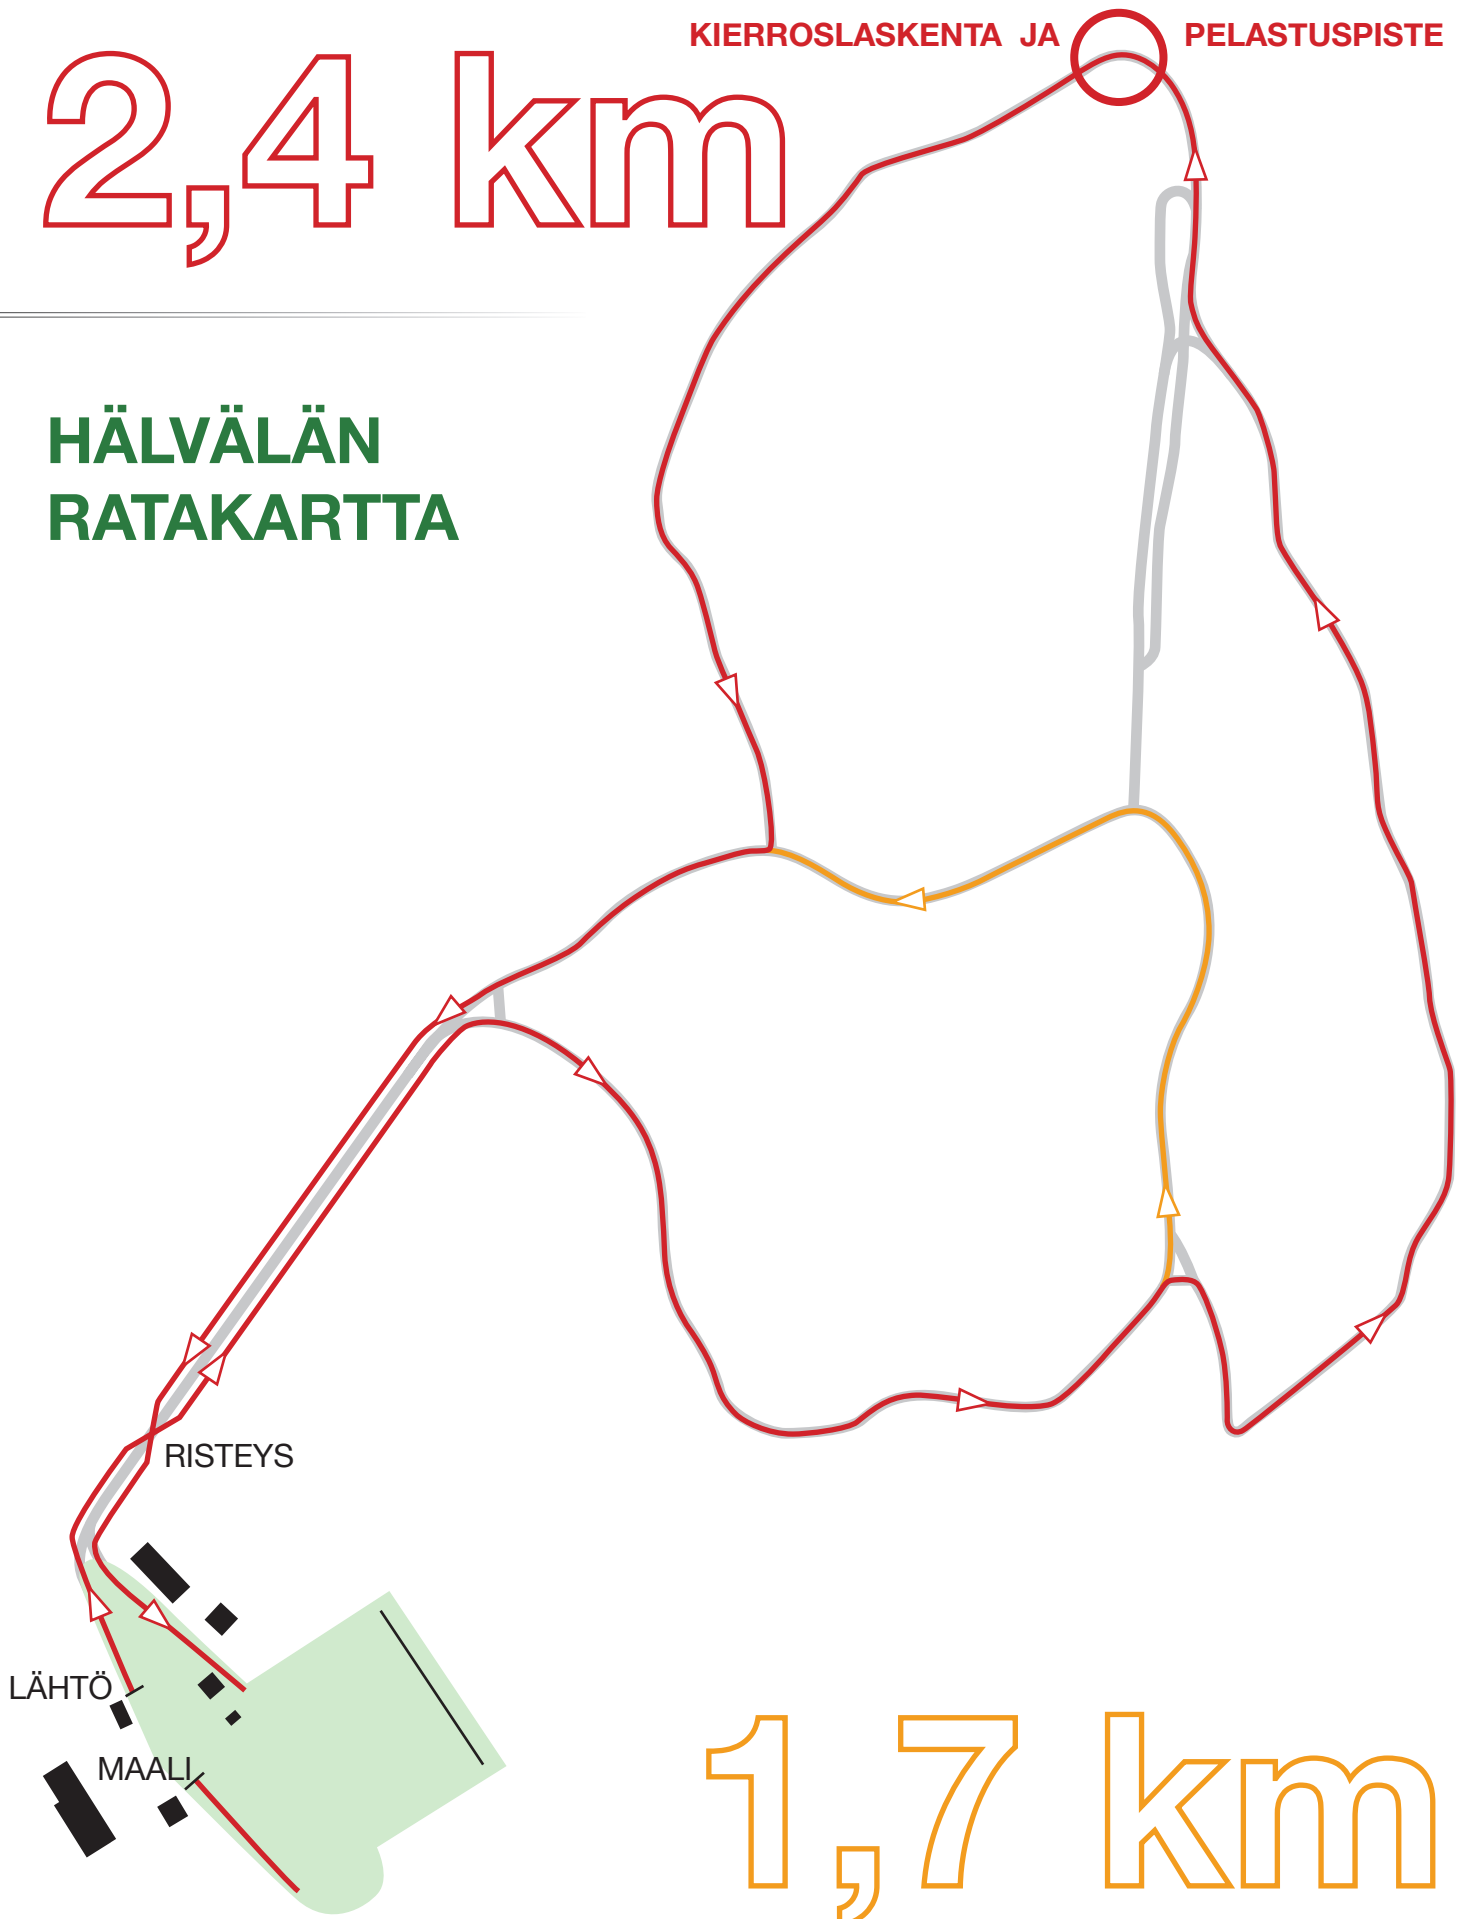 KIERROSLASKENTA JA PELASTUSPISTE
2,4 km
HÄLVÄLÄN
RATAKARTTA
RISTEYS
LÄHTÖ
MAALI
1,7 km